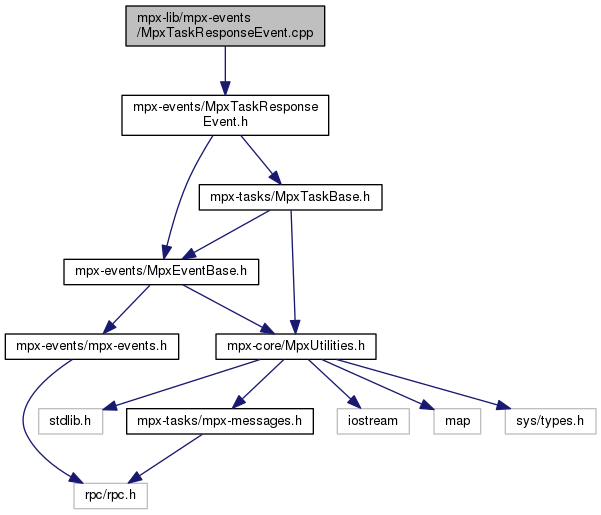 mpx-lib/mpx-events
/MpxTaskResponseEvent.cpp
mpx-events/MpxTaskResponse
Event.h
mpx-tasks/MpxTaskBase.h
mpx-events/MpxEventBase.h
mpx-events/mpx-events.h
mpx-core/MpxUtilities.h
stdlib.h
mpx-tasks/mpx-messages.h
iostream
map
sys/types.h
rpc/rpc.h